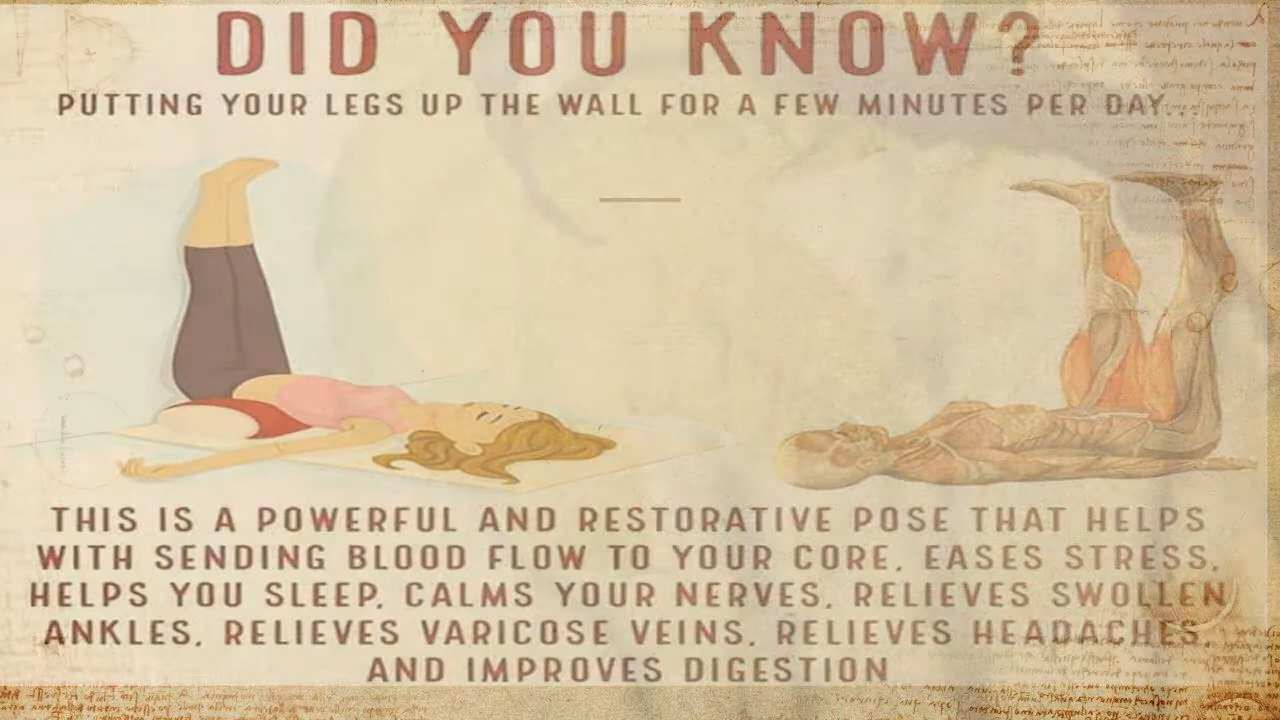 DID YOU KNOW?
PUTTING YOUR LEGS UP THE WALL FOR A FEW MINUTES PER DAY...
THIS IS A POWERFUL AND RESTORATIVE POSE THAT HELPS
WITH SENDING BLOOD FLOW TO YOUR CORE, EASES STRESS,
HELPS YOU SLEEP, CALMS YOUR NERVES, RELIEVES SWOLLEN
ANKLES, RELIEVES VARICOSE VEINS, RELIEVES HEADACHES
AND IMPROVES DIGESTION